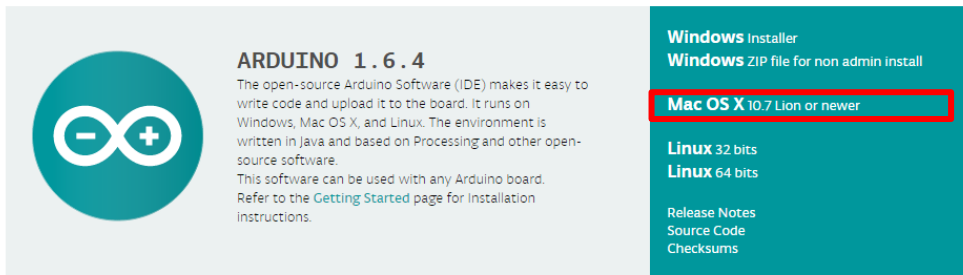 ARDUINO 1.6.4
The open-source Arduino Software (IDE) makes it easy to
write code and upload it to the board. It runs on
Windows, Mac OS X, and Linux. The environment is
written in Java and based on Processing and other open-
source software.
This software can be used with any Arduino board.
Refer to the Getting Started page for Installation
instructions.
Windows Installer
Windows ZIP file for non admin install
Mac OS X 10.7 Lion or newer
Linux 32 bits
Linux 64 bits
Release Notes
Source Code
Checksums